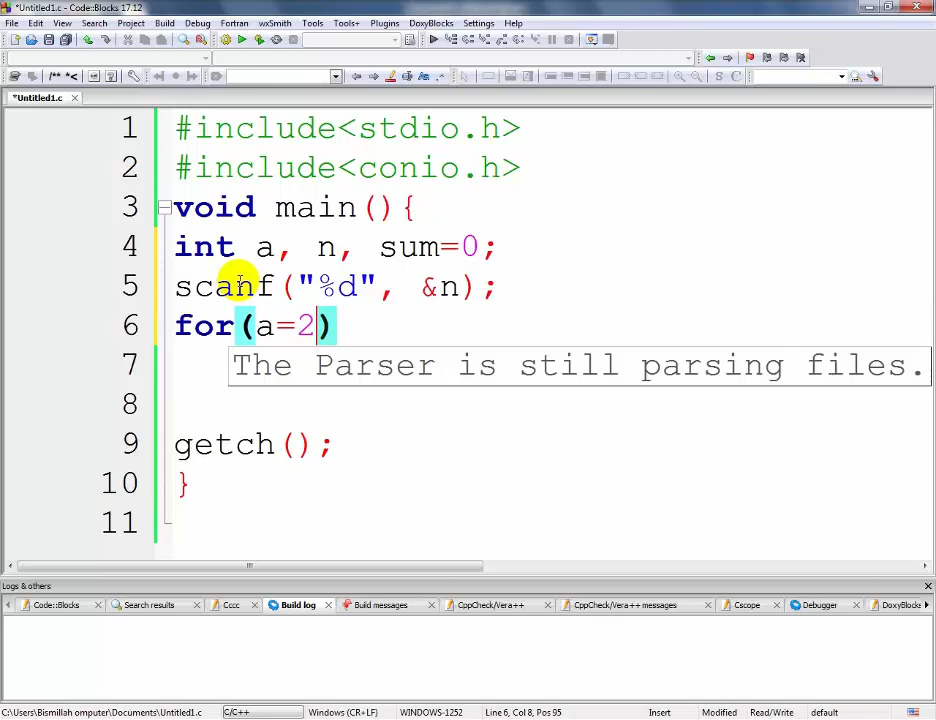 *Untitled1.c - Code::Blocks 17.12
File Edit View Search Project Build Debug Fortran wxSmith Tools Tools+ Plugins DoxyBlocks Settings Help
/** *<
S C
*Untitled1.c
1 #include<stdio.h>
2 #include<conio.h>
3 void main(){
4 int a, n, sum=0;
5 scanf("%d", &n);
6 for(a=2)
7 The Parser is still parsing files.
8
9 getch();
10 }
11
Logs & others
Code::Blocks Search results Cccc Build log Build messages CppCheck/Vera++ CppCheck/Vera++ messages Cscope Debugger DoxyBlocks
C:\Users\Bismillah omputer\Documents\Untitled1.c C/C++ Windows (CR+LF) WINDOWS-1252 Line 6, Col 8, Pos 95 Insert Modified Read/Write default